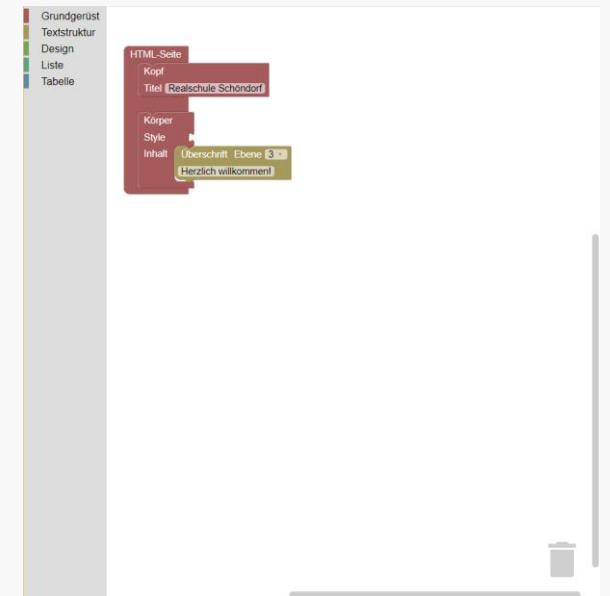 Grundgerüst
Textstruktur
Design
Liste
Tabelle
HTML-Seite
Kopf
Titel Realschule Schöndorf
Körper
Style
Inhalt Überschrift Ebene 3
Herzlich willkommen!